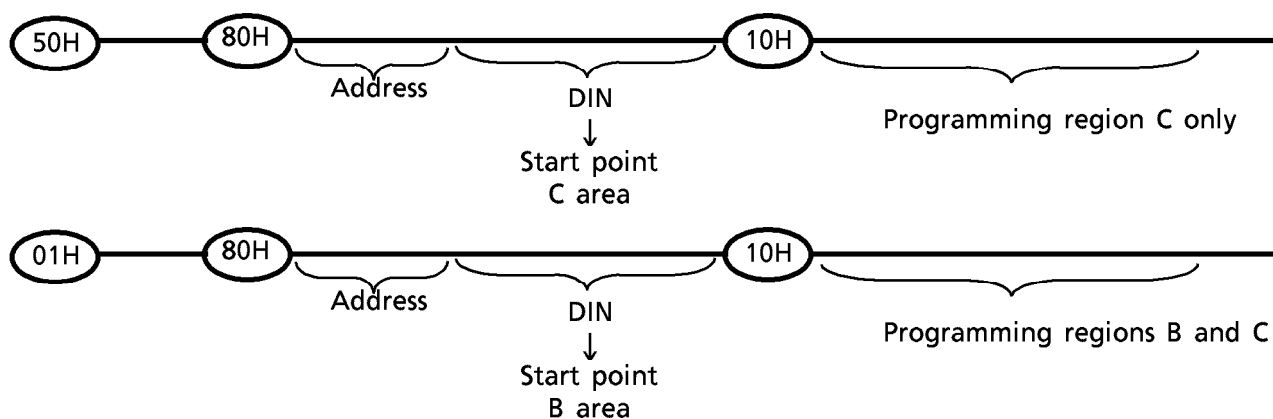 50H 80H 10H
Address
DIN
↓
Start point
C area
Programming region C only
01H 80H 10H
Address
DIN
↓
Start point
B area
Programming regions B and C